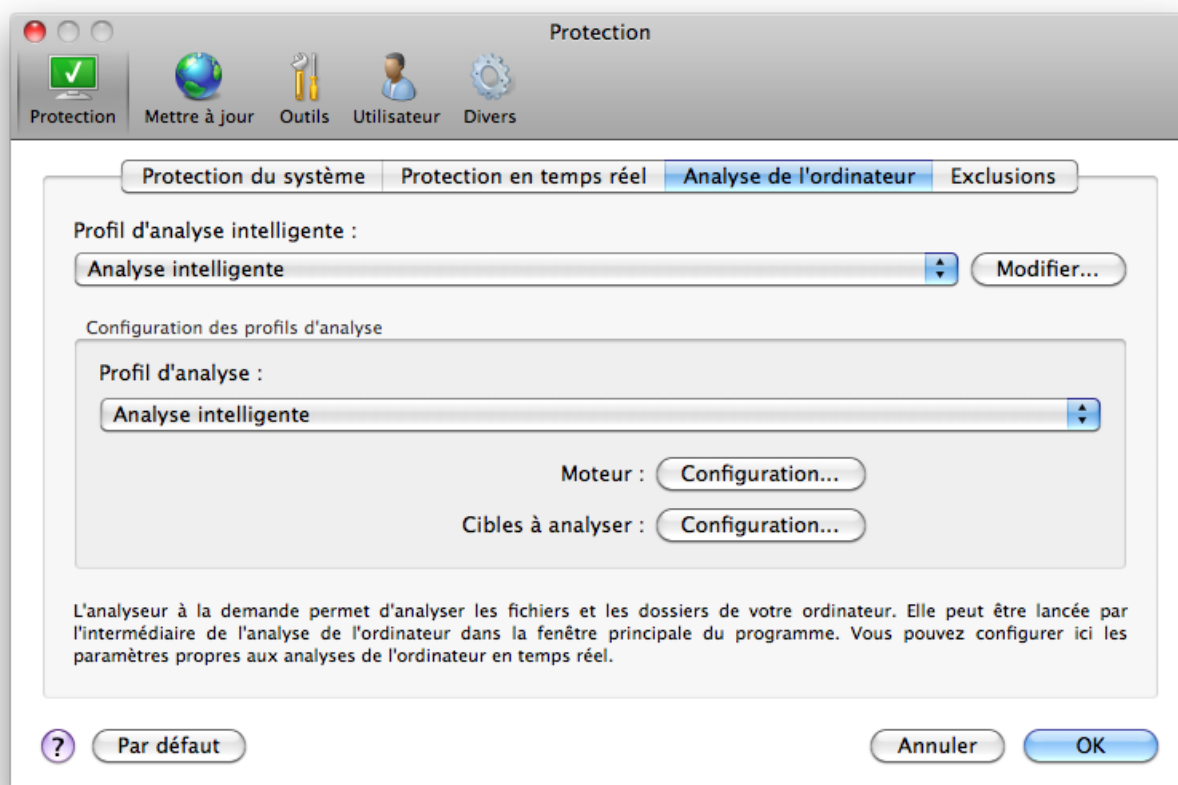 Protection
Protection Mettre à jour Outils Utilisateur Divers
Protection du système Protection en temps réel Analyse de l'ordinateur Exclusions
Profil d'analyse intelligente :
Analyse intelligente Modifier...
Configuration des profils d'analyse
Profil d'analyse :
Analyse intelligente
Moteur : Configuration...
Cibles à analyser : Configuration...
L'analyseur à la demande permet d'analyser les fichiers et les dossiers de votre ordinateur. Elle peut être lancée par
l'intermédiaire de l'analyse de l'ordinateur dans la fenêtre principale du programme. Vous pouvez configurer ici les
paramètres propres aux analyses de l'ordinateur en temps réel.
? Par défaut Annuler OK